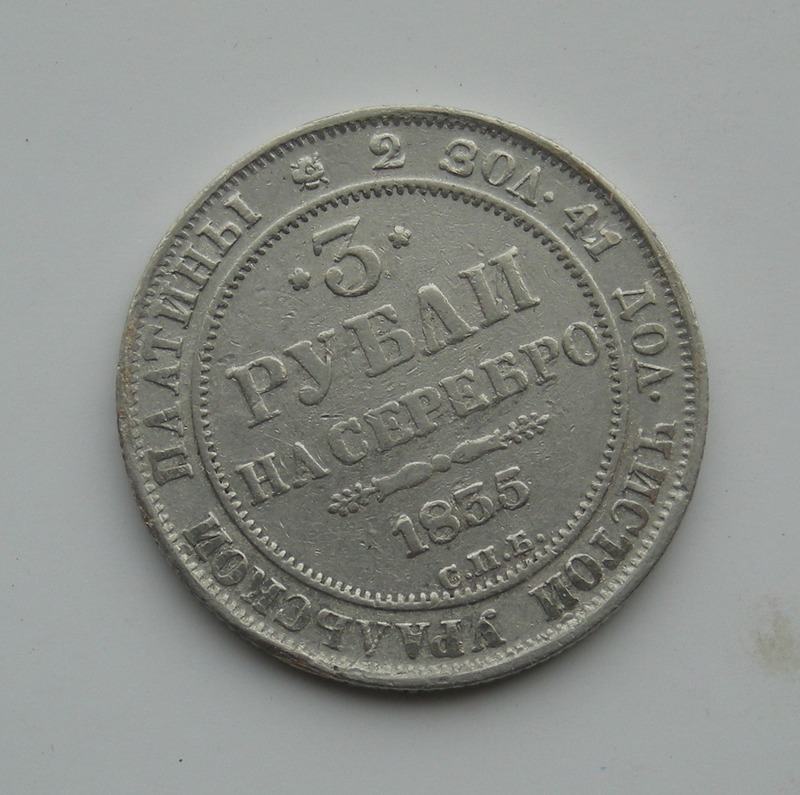 2 ЗОЛ. 41 ДОЛ. ЧИСТОЙ УРАЛЬСКОЙ ПЛАТИНЫ
3
РУБЛИ
НА СЕРЕБРО
1835
С.П.Б.